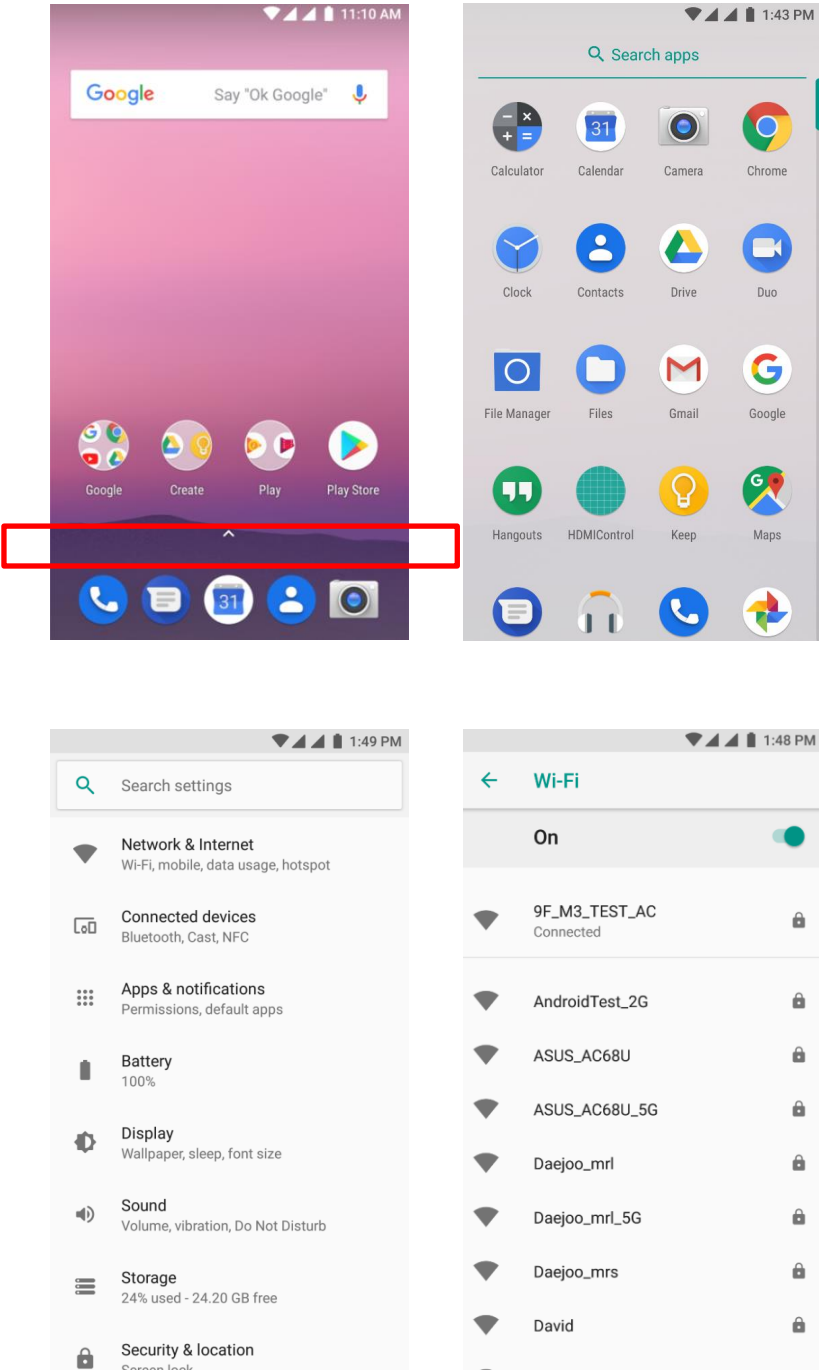 11:10 AM
Google
Say "Ok Google"
Google
Create
Play
Play Store
31
1:43 PM
Search apps
31
Calculator
Calendar
Camera
Chrome
Clock
Contacts
Drive
Duo
File Manager
Files
Gmail
Google
G
Hangouts
HDMIControl
Keep
Maps
1:49 PM
Search settings
Network & Internet
Wi-Fi, mobile, data usage, hotspot
Connected devices
Bluetooth, Cast, NFC
Apps & notifications
Permissions, default apps
Battery
100%
Display
Wallpaper, sleep, font size
Sound
Volume, vibration, Do Not Disturb
Storage
24% used - 24.20 GB free
Security & location
Screen lock
1:48 PM
Wi-Fi
On
9F_M3_TEST_AC
Connected
AndroidTest_2G
ASUS_AC68U
ASUS_AC68U_5G
Daejoo_mrl
Daejoo_mrl_5G
Daejoo_mrs
David